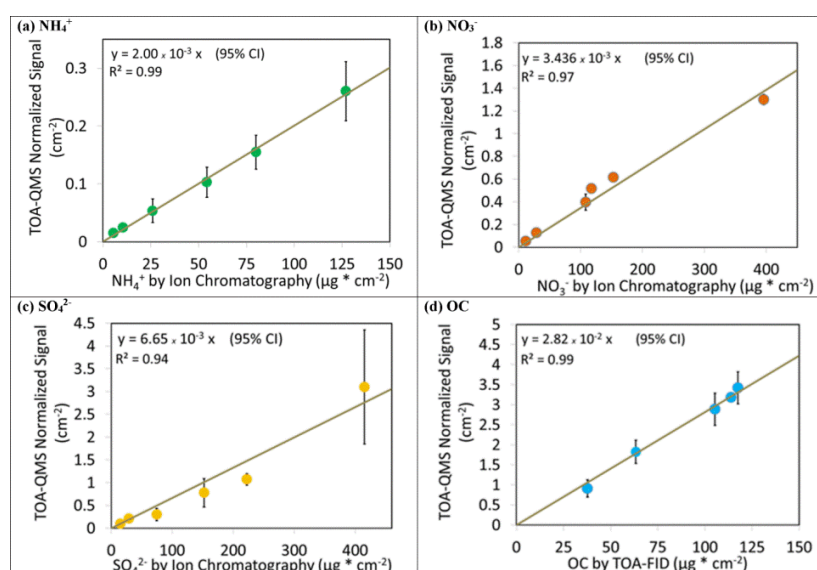 (a) NH₄⁺
y = 2.00 × 10⁻³ x (95% CI)
R² = 0.99
TOA-QMS Normalized Signal
(cm⁻²)
0.3
0.2
0.1
0
0 25 50 75 100 125 150
NH₄⁺ by Ion Chromatography (µg * cm⁻²)
(b) NO₃⁻
y = 3.436 × 10⁻³ x (95% CI)
R² = 0.97
TOA-QMS Normalized Signal
(cm⁻²)
1.8
1.6
1.4
1.2
1
0.8
0.6
0.4
0.2
0
0 100 200 300 400
NO₃⁻ by Ion Chromatography (µg * cm⁻²)
(c) SO₄²⁻
y = 6.65 × 10⁻³ x (95% CI)
R² = 0.94
TOA-QMS Normalized Signal
(cm⁻²)
4.5
4
3.5
3
2.5
2
1.5
1
0.5
0
0 100 200 300 400
SO₄²⁻ by Ion Chromatography (µg * cm⁻²)
(d) OC
y = 2.82 × 10⁻² x (95% CI)
R² = 0.99
TOA-QMS Normalized Signal
(cm⁻²)
5
4.5
4
3.5
3
2.5
2
1.5
1
0.5
0
0 25 50 75 100 125 150
OC by TOA-FID (µg * cm⁻²)